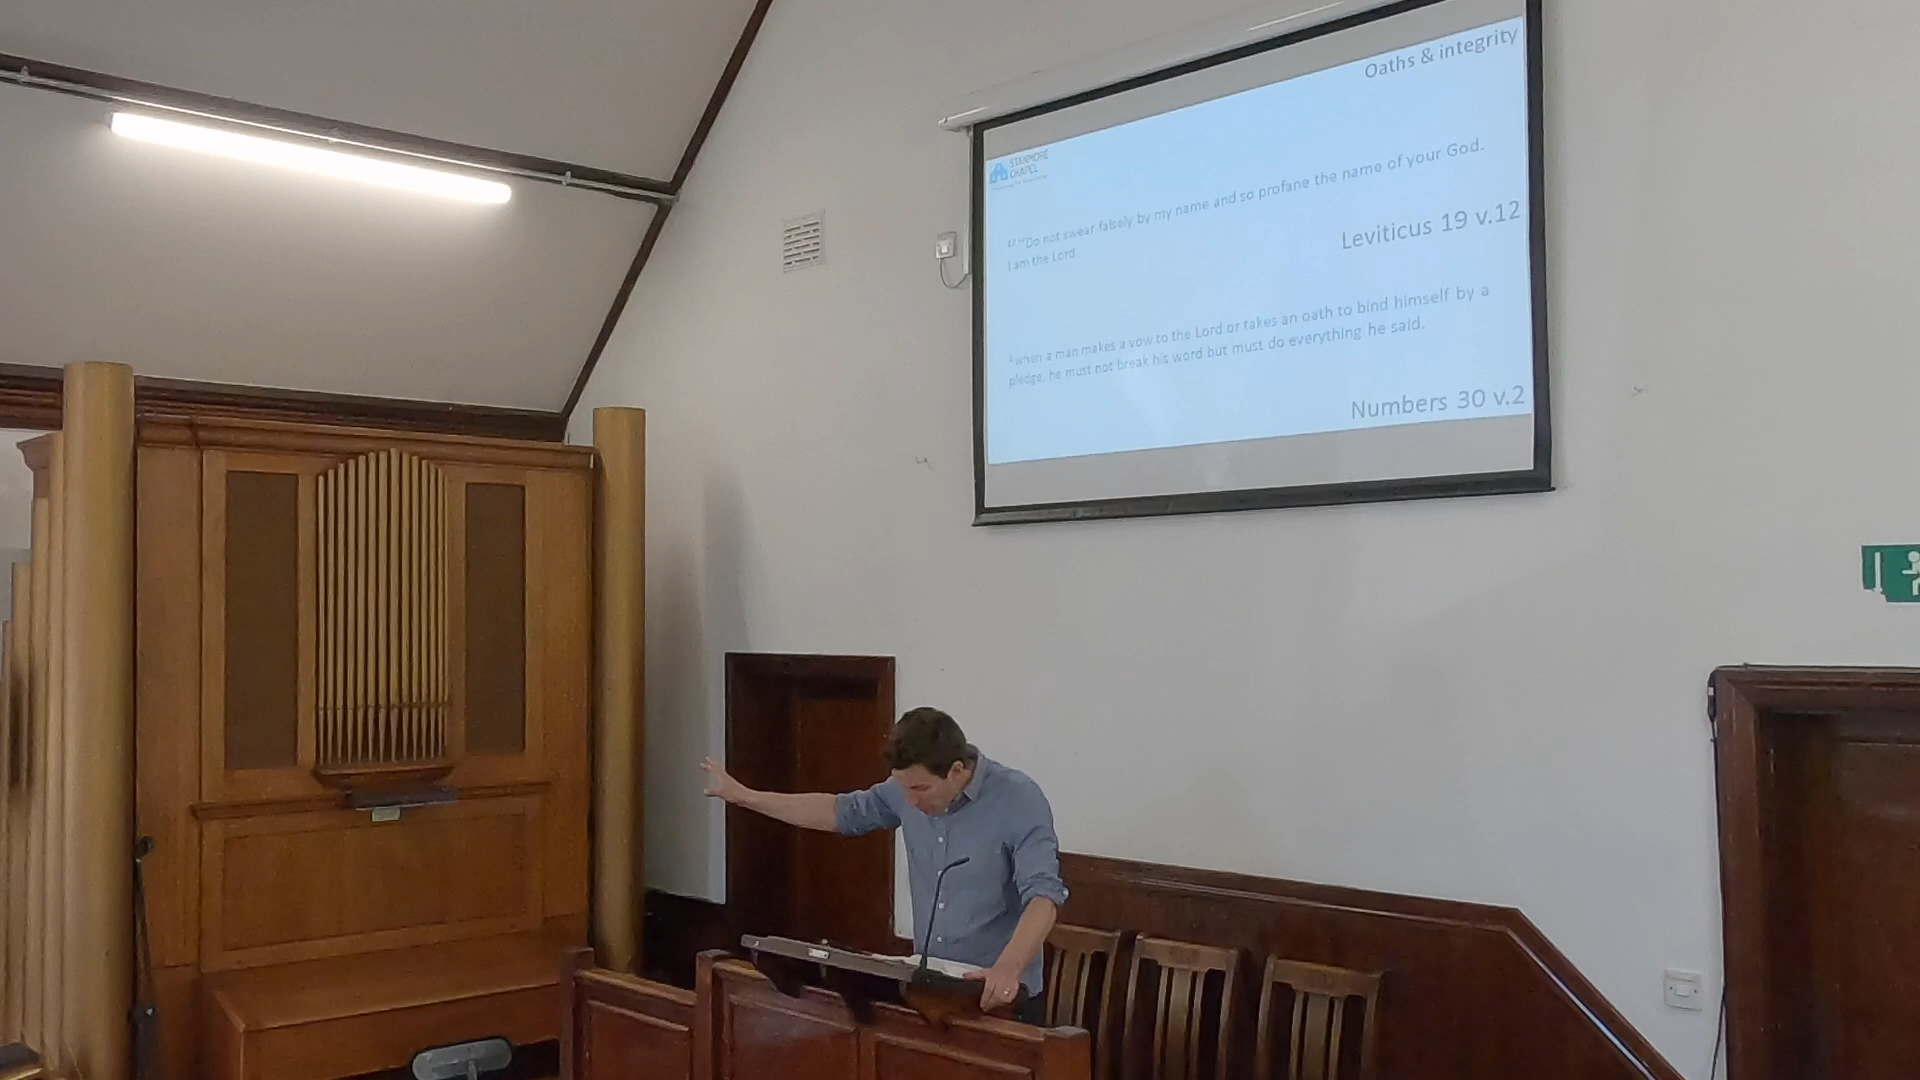 Oaths & integrity
STANMORE
CHAPEL
12 "Do not swear falsely by my name and so profane the name of your God.
I am the Lord.
Leviticus 19 v.12
when a man makes a vow to the Lord or takes an oath to bind himself by a
pledge, he must not break his word but must do everything he said.
Numbers 30 v.2